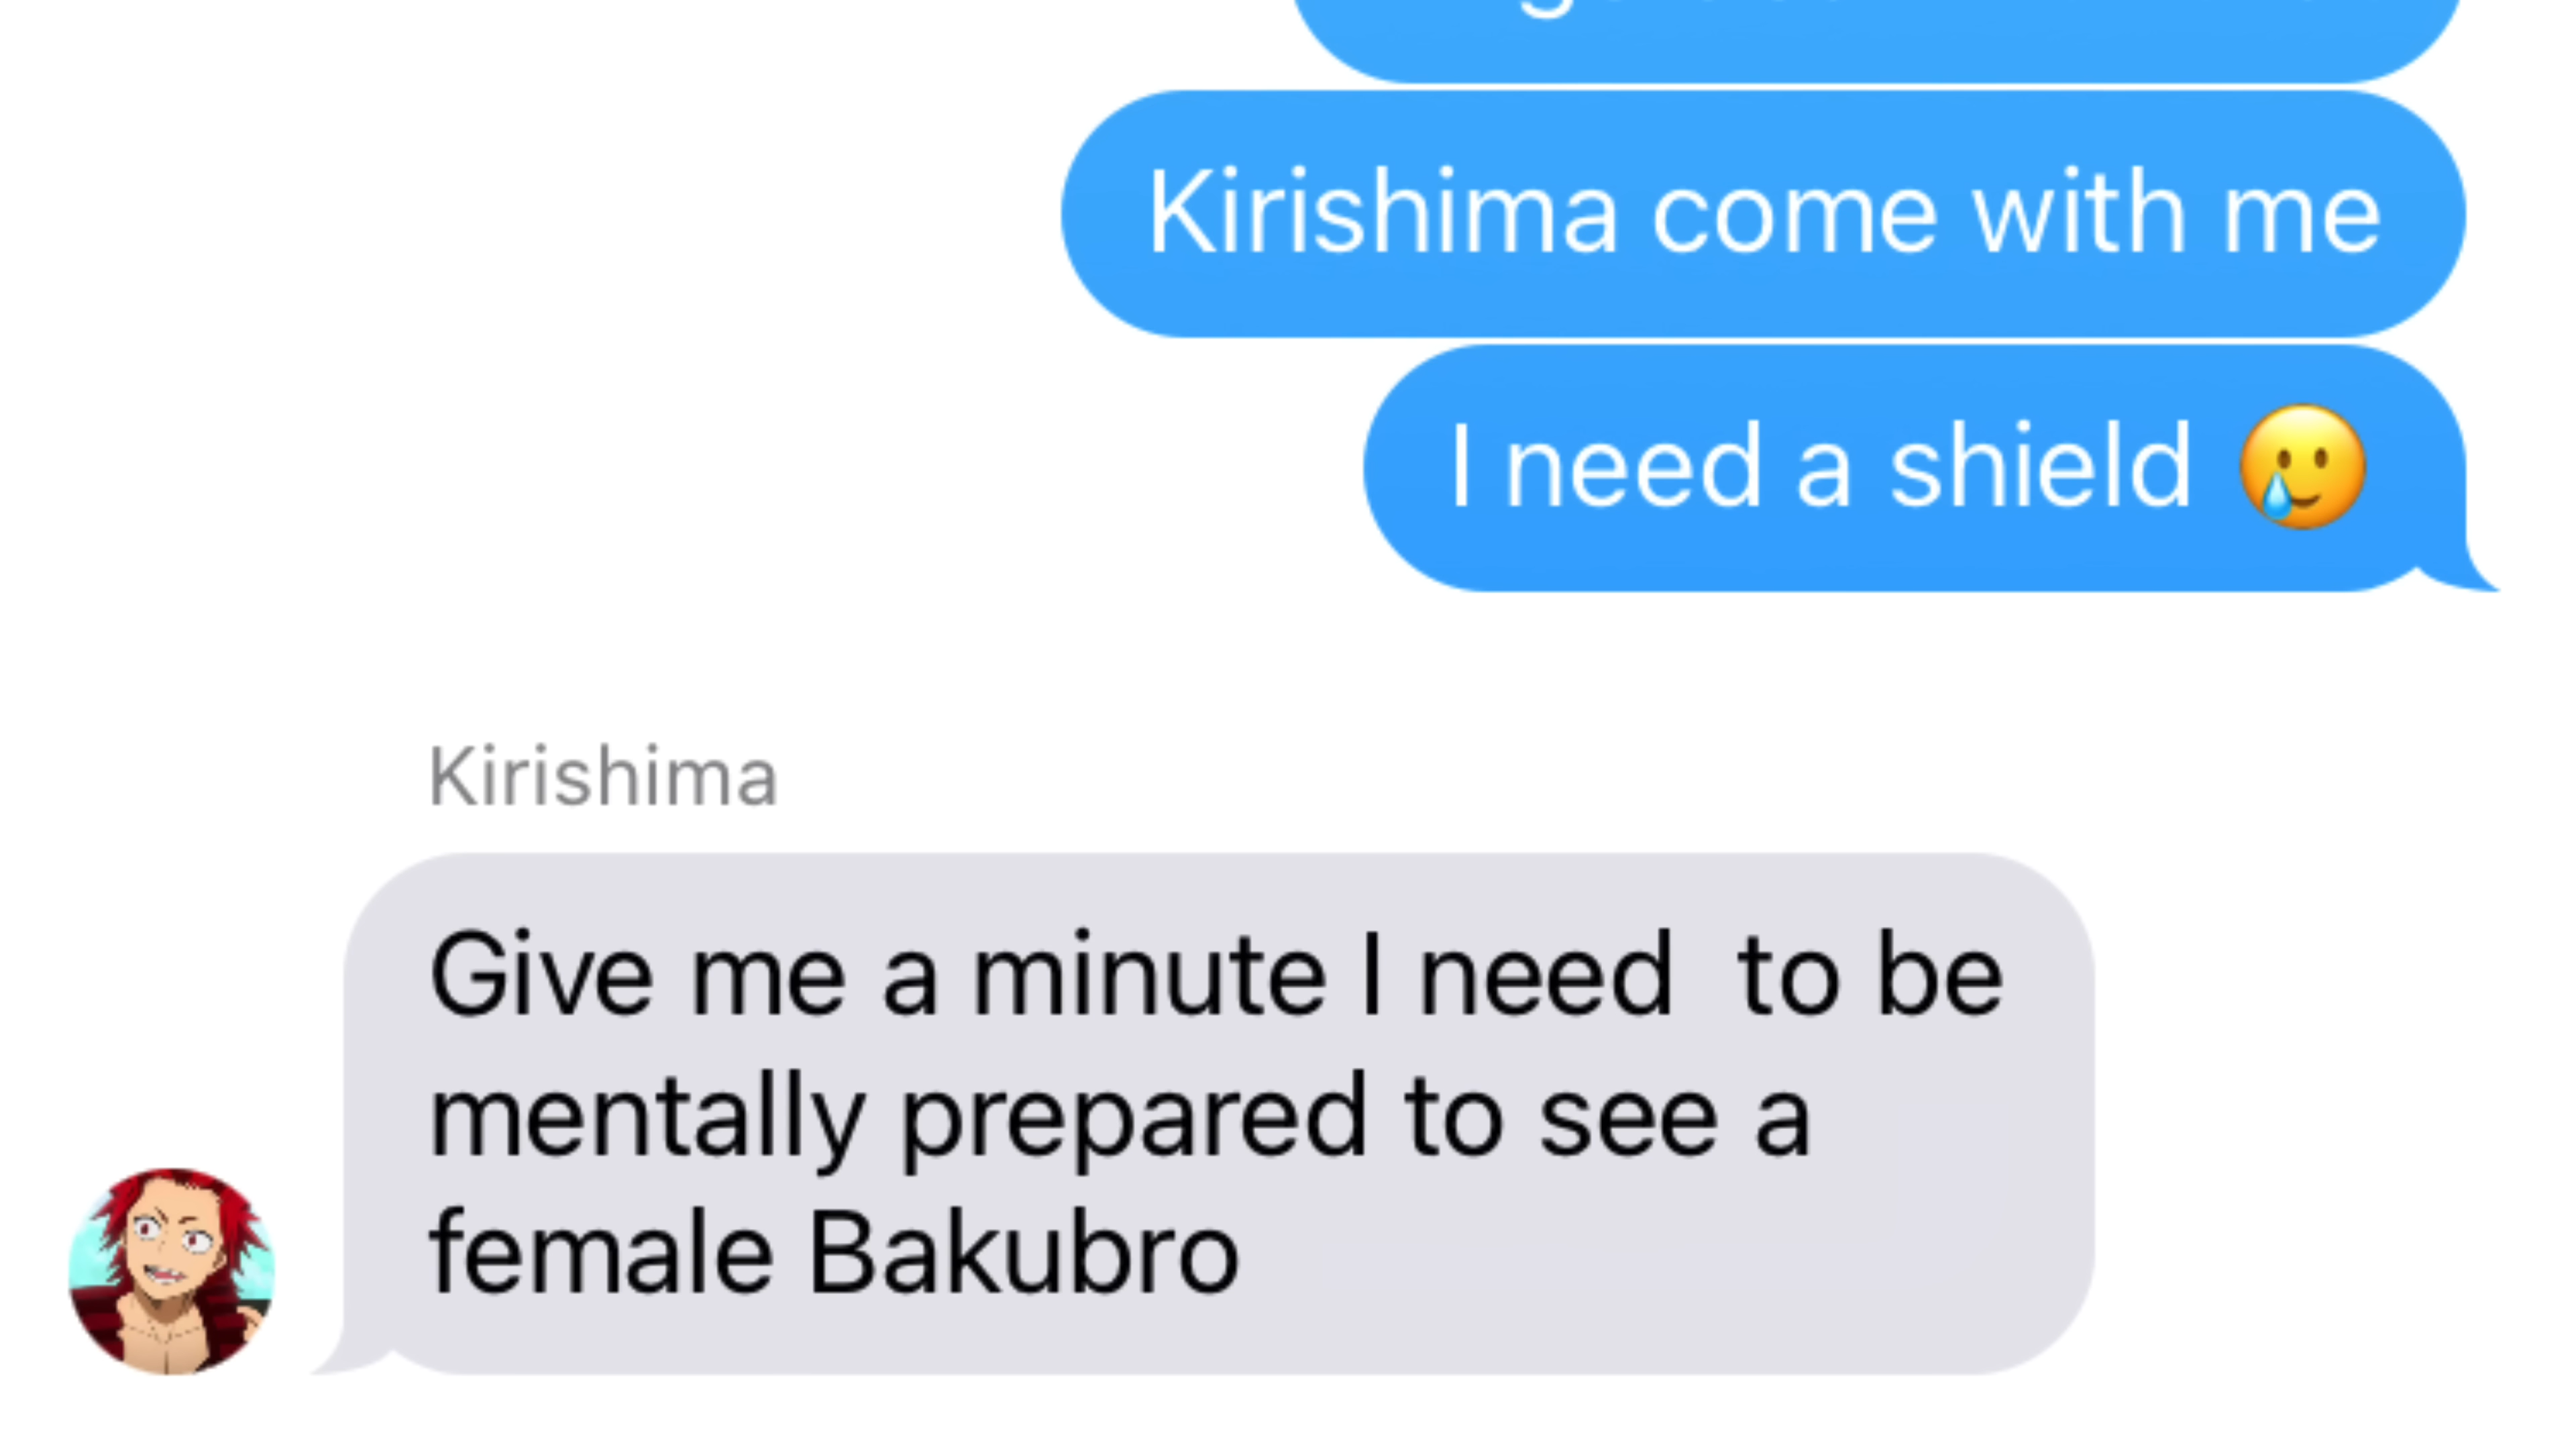 Kirishima come with me
I need a shield 🥲
Kirishima
Give me a minute I need  to be
mentally prepared to see a
female Bakubro